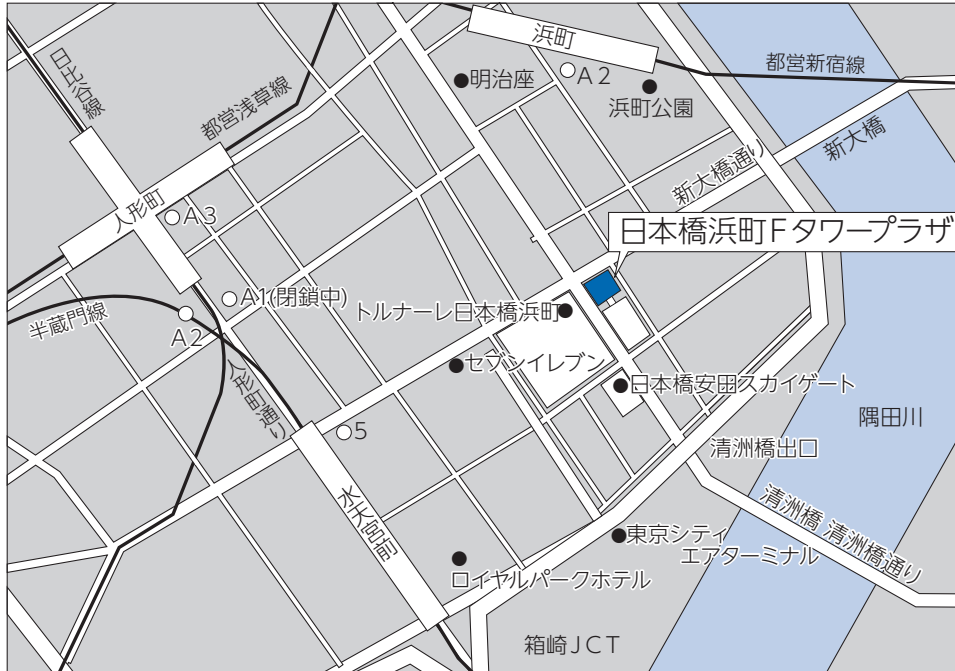 浜町
日比谷線
明治座
A2
都営新宿線
浜町公園
都営浅草線
新大橋
新大橋通り
人形町
A3
日本橋浜町Fタワープラザ
A1(閉鎖中)
トルナーレ日本橋浜町
半蔵門線
A2
セブンイレブン
人形町通り
日本橋安田スカイゲート
隅田川
5
清洲橋出口
水天宮前
清洲橋 清洲橋通り
東京シティ
エアターミナル
ロイヤルパークホテル
箱崎JCT